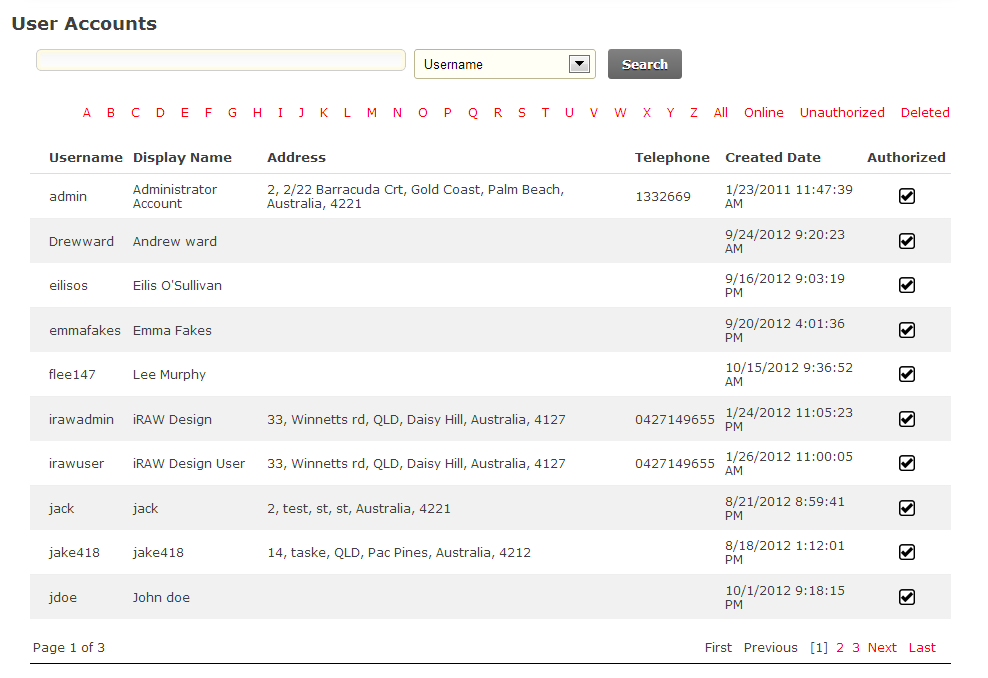 User Accounts
Username Search
A B C D E F G H I J K L M N O P Q R S T U V W X Y Z All Online Unauthorized Deleted
Username Display Name Address Telephone Created Date Authorized
admin Administrator Account 2, 2/22 Barracuda Crt, Gold Coast, Palm Beach, Australia, 4221 1332669 1/23/2011 11:47:39 AM
Drewward Andrew ward 9/24/2012 9:20:23 AM
eilisos Eilis O'Sullivan 9/16/2012 9:03:19 PM
emmafakes Emma Fakes 9/20/2012 4:01:36 PM
flee147 Lee Murphy 10/15/2012 9:36:52 AM
irawadmin iRAW Design 33, Winnetts rd, QLD, Daisy Hill, Australia, 4127 0427149655 1/24/2012 11:05:23 PM
irawuser iRAW Design User 33, Winnetts rd, QLD, Daisy Hill, Australia, 4127 0427149655 1/26/2012 11:00:05 AM
jack jack 2, test, st, st, Australia, 4221 8/21/2012 8:59:41 PM
jake418 jake418 14, taske, QLD, Pac Pines, Australia, 4212 8/18/2012 1:12:01 PM
jdoe John doe 10/1/2012 9:18:15 PM
Page 1 of 3 First Previous [1] 2 3 Next Last